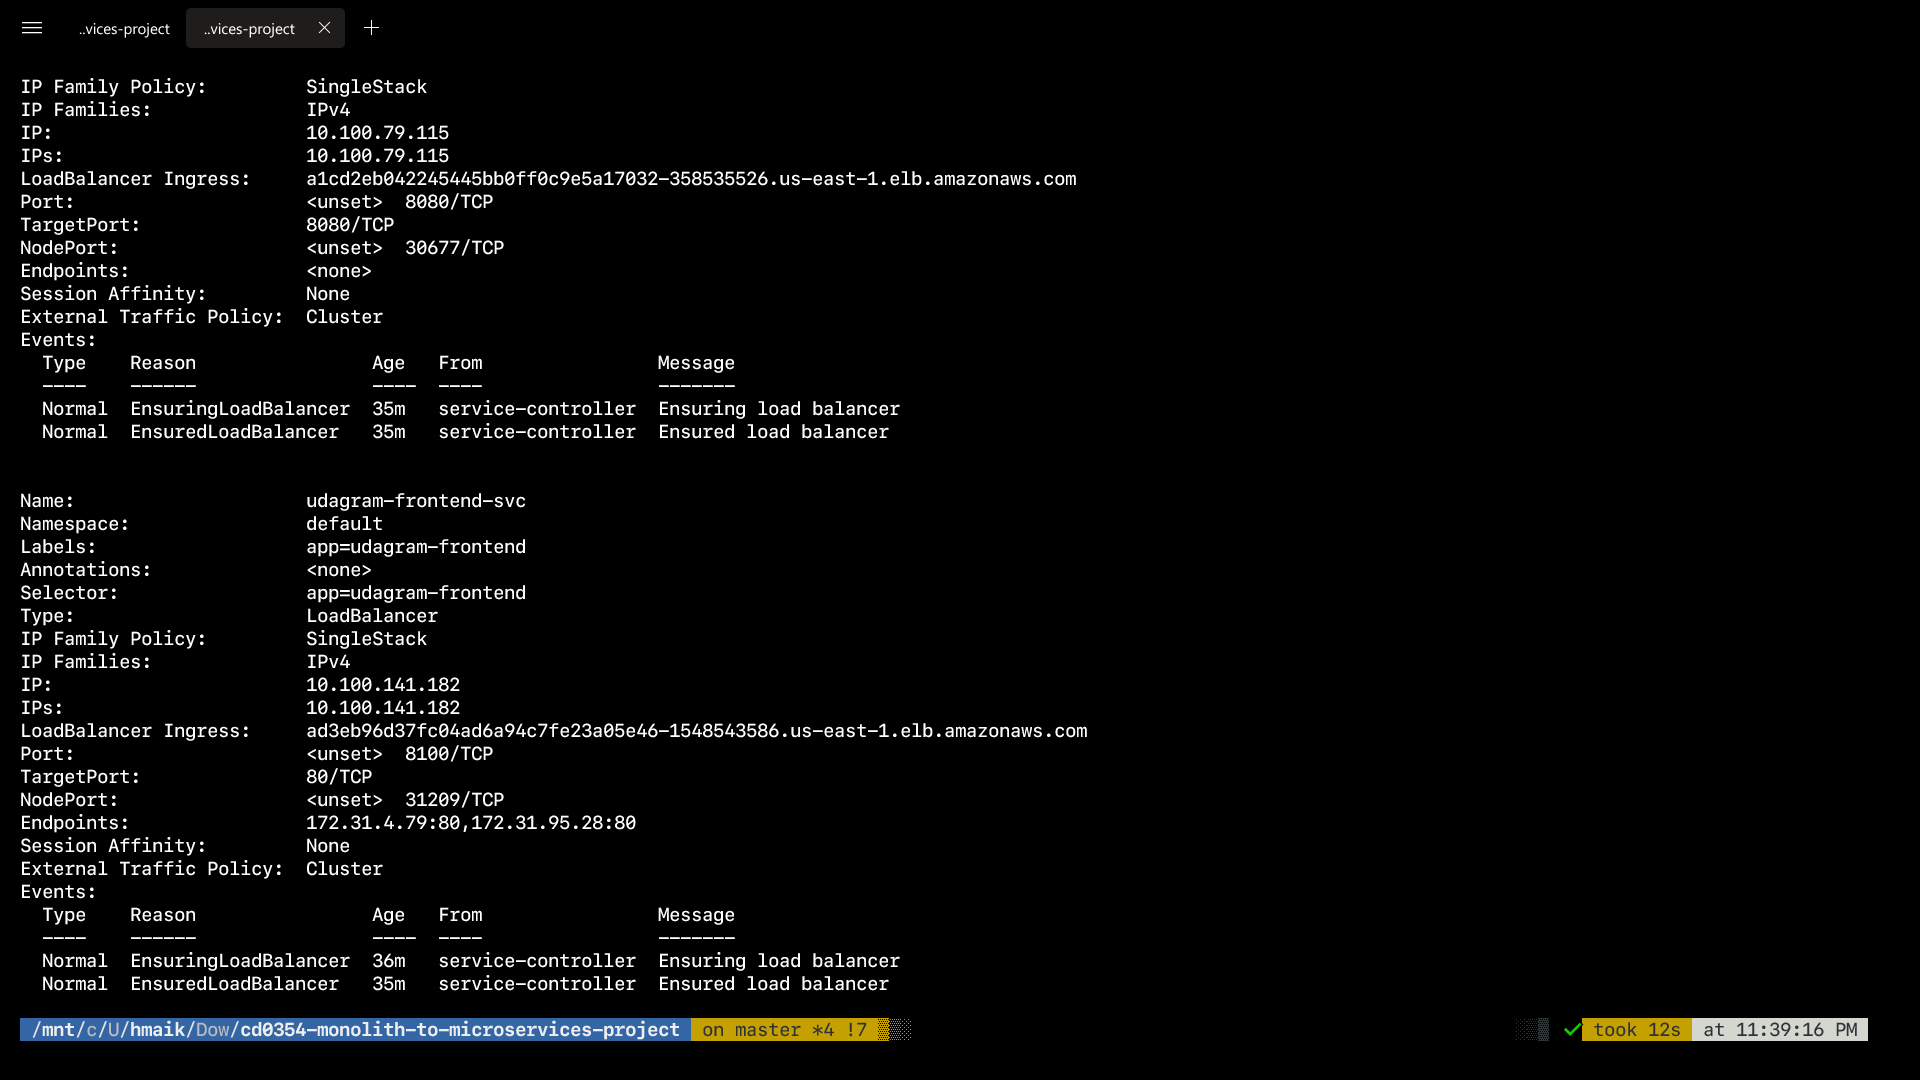 ..vices-project ..vices-project
IP Family Policy: SingleStack
IP Families: IPv4
IP: 10.100.79.115
IPs: 10.100.79.115
LoadBalancer Ingress: a1cd2eb042245445bb0ff0c9e5a17032-358535526.us-east-1.elb.amazonaws.com
Port: <unset> 8080/TCP
TargetPort: 8080/TCP
NodePort: <unset> 30677/TCP
Endpoints: <none>
Session Affinity: None
External Traffic Policy: Cluster
Events:
Type Reason Age From Message
---- ------ ---- ---- -------
Normal EnsuringLoadBalancer 35m service-controller Ensuring load balancer
Normal EnsuredLoadBalancer 35m service-controller Ensured load balancer
Name: udagram-frontend-svc
Namespace: default
Labels: app=udagram-frontend
Annotations: <none>
Selector: app=udagram-frontend
Type: LoadBalancer
IP Family Policy: SingleStack
IP Families: IPv4
IP: 10.100.141.182
IPs: 10.100.141.182
LoadBalancer Ingress: ad3eb96d37fc04ad6a94c7fe23a05e46-1548543586.us-east-1.elb.amazonaws.com
Port: <unset> 8100/TCP
TargetPort: 80/TCP
NodePort: <unset> 31209/TCP
Endpoints: 172.31.4.79:80,172.31.95.28:80
Session Affinity: None
External Traffic Policy: Cluster
Events:
Type Reason Age From Message
---- ------ ---- ---- -------
Normal EnsuringLoadBalancer 36m service-controller Ensuring load balancer
Normal EnsuredLoadBalancer 35m service-controller Ensured load balancer
/mnt/c/U/hmaik/Dow/cd0354-monolith-to-microservices-project on master *4 !7 ✓ took 12s at 11:39:16 PM